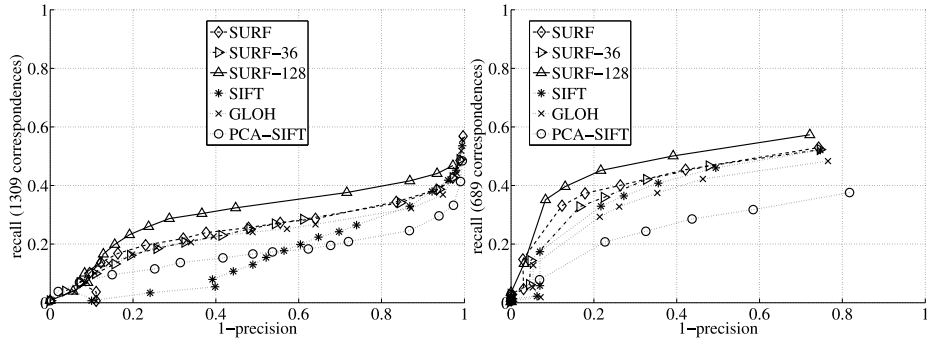 1
0.8
0.6
0.4
0.2
0
0 0.2 0.4 0.6 0.8 1
1−precision
recall (1309 correspondences)
SURF
SURF−36
SURF−128
SIFT
GLOH
PCA−SIFT
1
0.8
0.6
0.4
0.2
0
0 0.2 0.4 0.6 0.8 1
1−precision
recall (689 correspondences)
SURF
SURF−36
SURF−128
SIFT
GLOH
PCA−SIFT